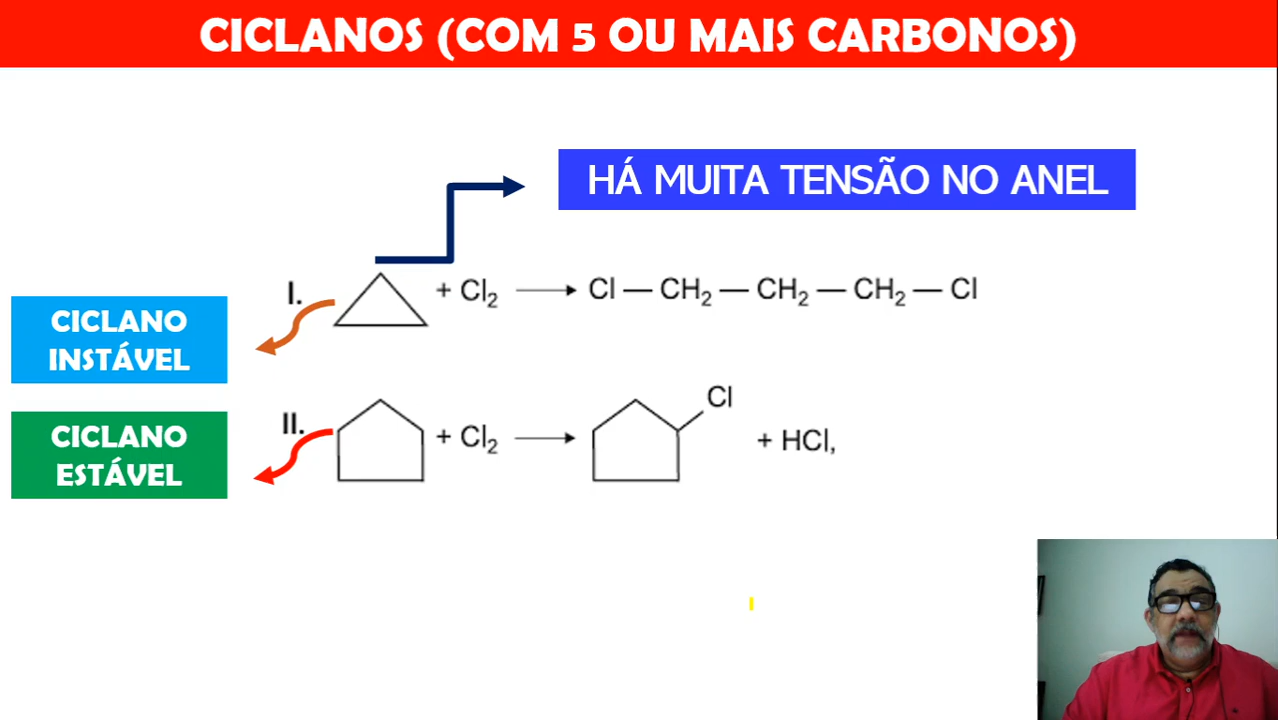 CICLANOS (COM 5 OU MAIS CARBONOS)
HÁ MUITA TENSÃO NO ANEL
I. + Cl₂ → Cl — CH₂ — CH₂ — CH₂ — Cl
CICLANO
INSTÁVEL
Cl
II. + Cl₂ → + HCl,
CICLANO
ESTÁVEL